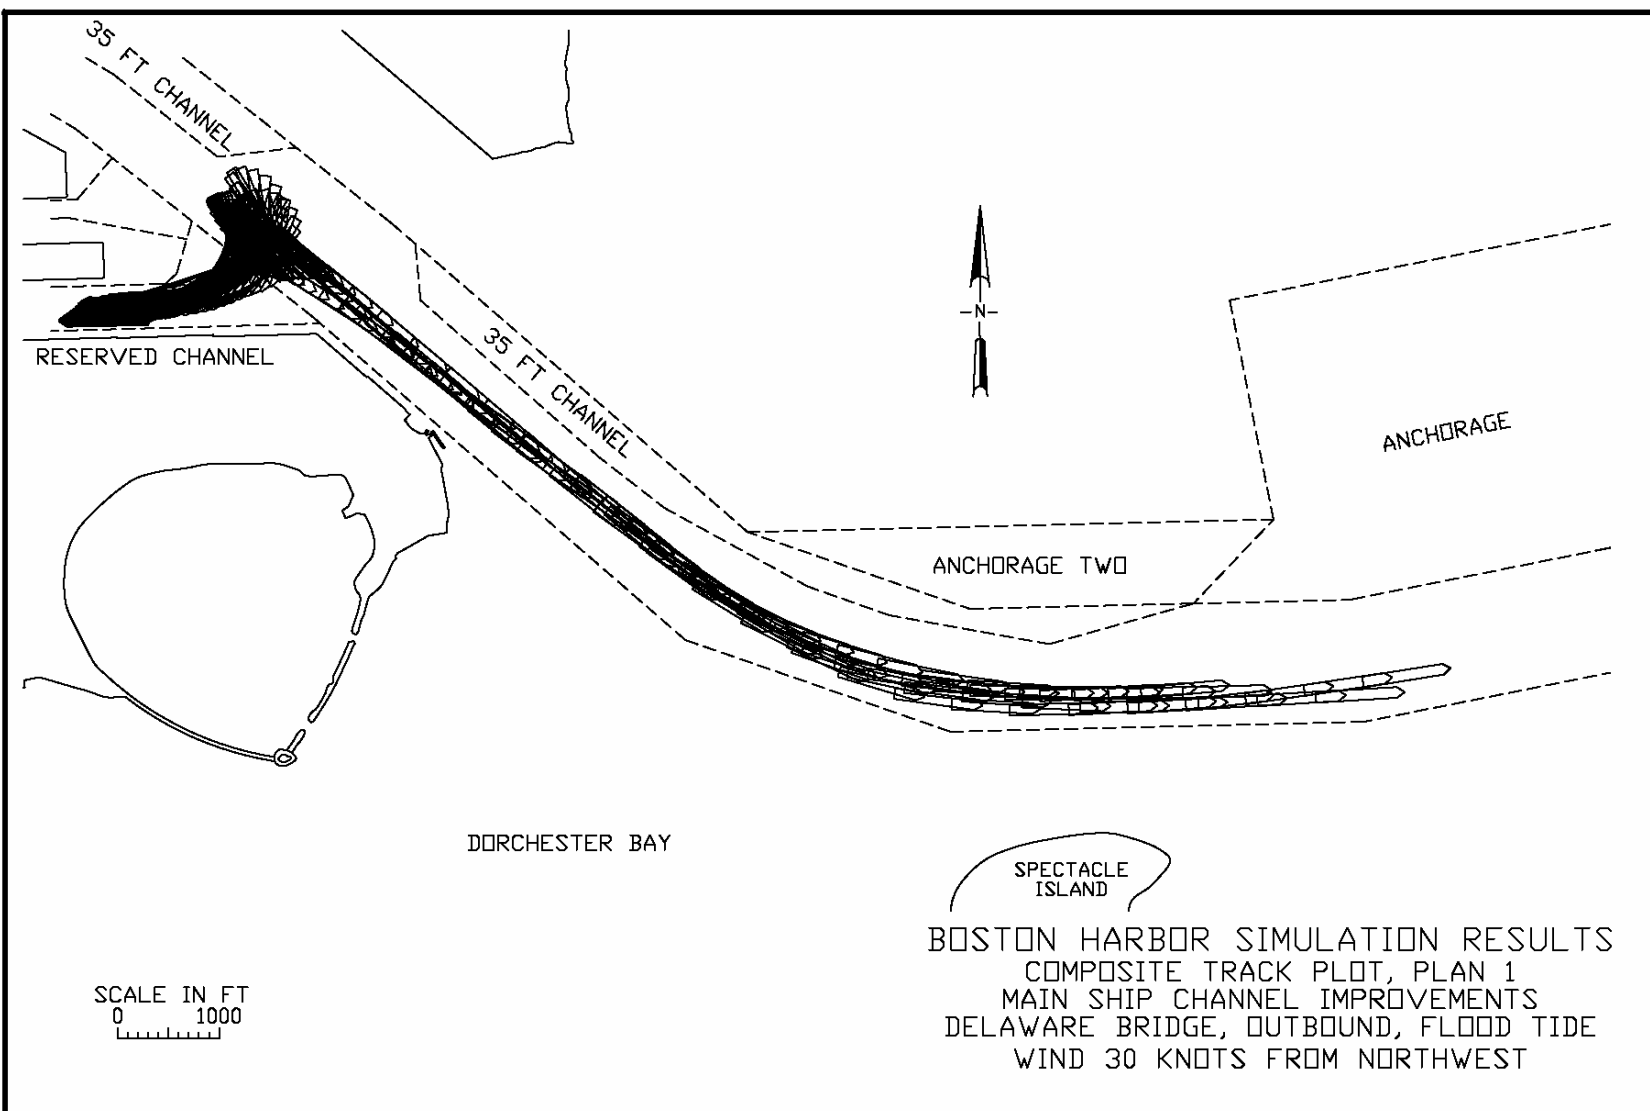 35 FT CHANNEL
-N-
RESERVED CHANNEL
35 FT CHANNEL
ANCHORAGE
ANCHORAGE TWO
DORCHESTER BAY
SPECTACLE
ISLAND
BOSTON HARBOR SIMULATION RESULTS
COMPOSITE TRACK PLOT, PLAN 1
MAIN SHIP CHANNEL IMPROVEMENTS
DELAWARE BRIDGE, OUTBOUND, FLOOD TIDE
WIND 30 KNOTS FROM NORTHWEST
SCALE IN FT
0 1000